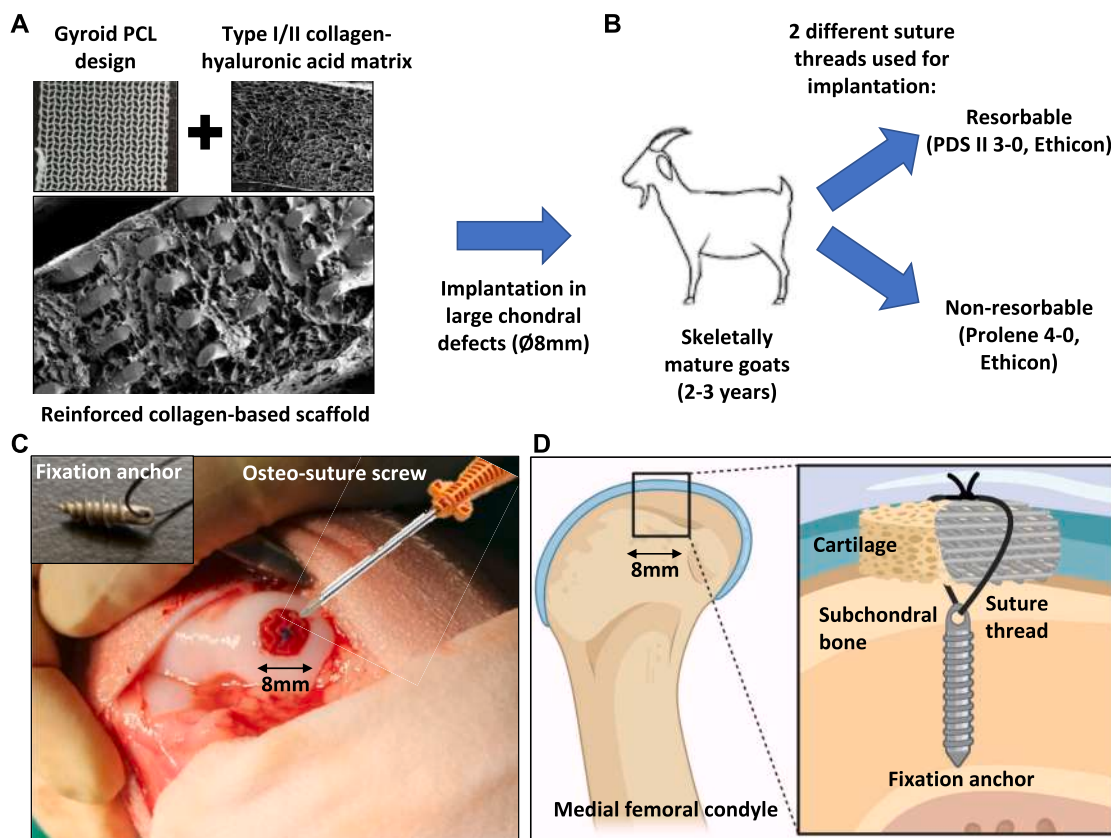 A
Gyroid PCL
design
Type I/II collagen-
hyaluronic acid matrix
Reinforced collagen-based scaffold
Implantation in
large chondral
defects (Ø8mm)
B
2 different suture
threads used for
implantation:
Resorbable
(PDS II 3-0, Ethicon)
Non-resorbable
(Prolene 4-0,
Ethicon)
Skeletally
mature goats
(2-3 years)
C
Fixation anchor
Osteo-suture screw
8mm
D
8mm
Medial femoral condyle
Cartilage
Subchondral
bone
Suture
thread
Fixation anchor